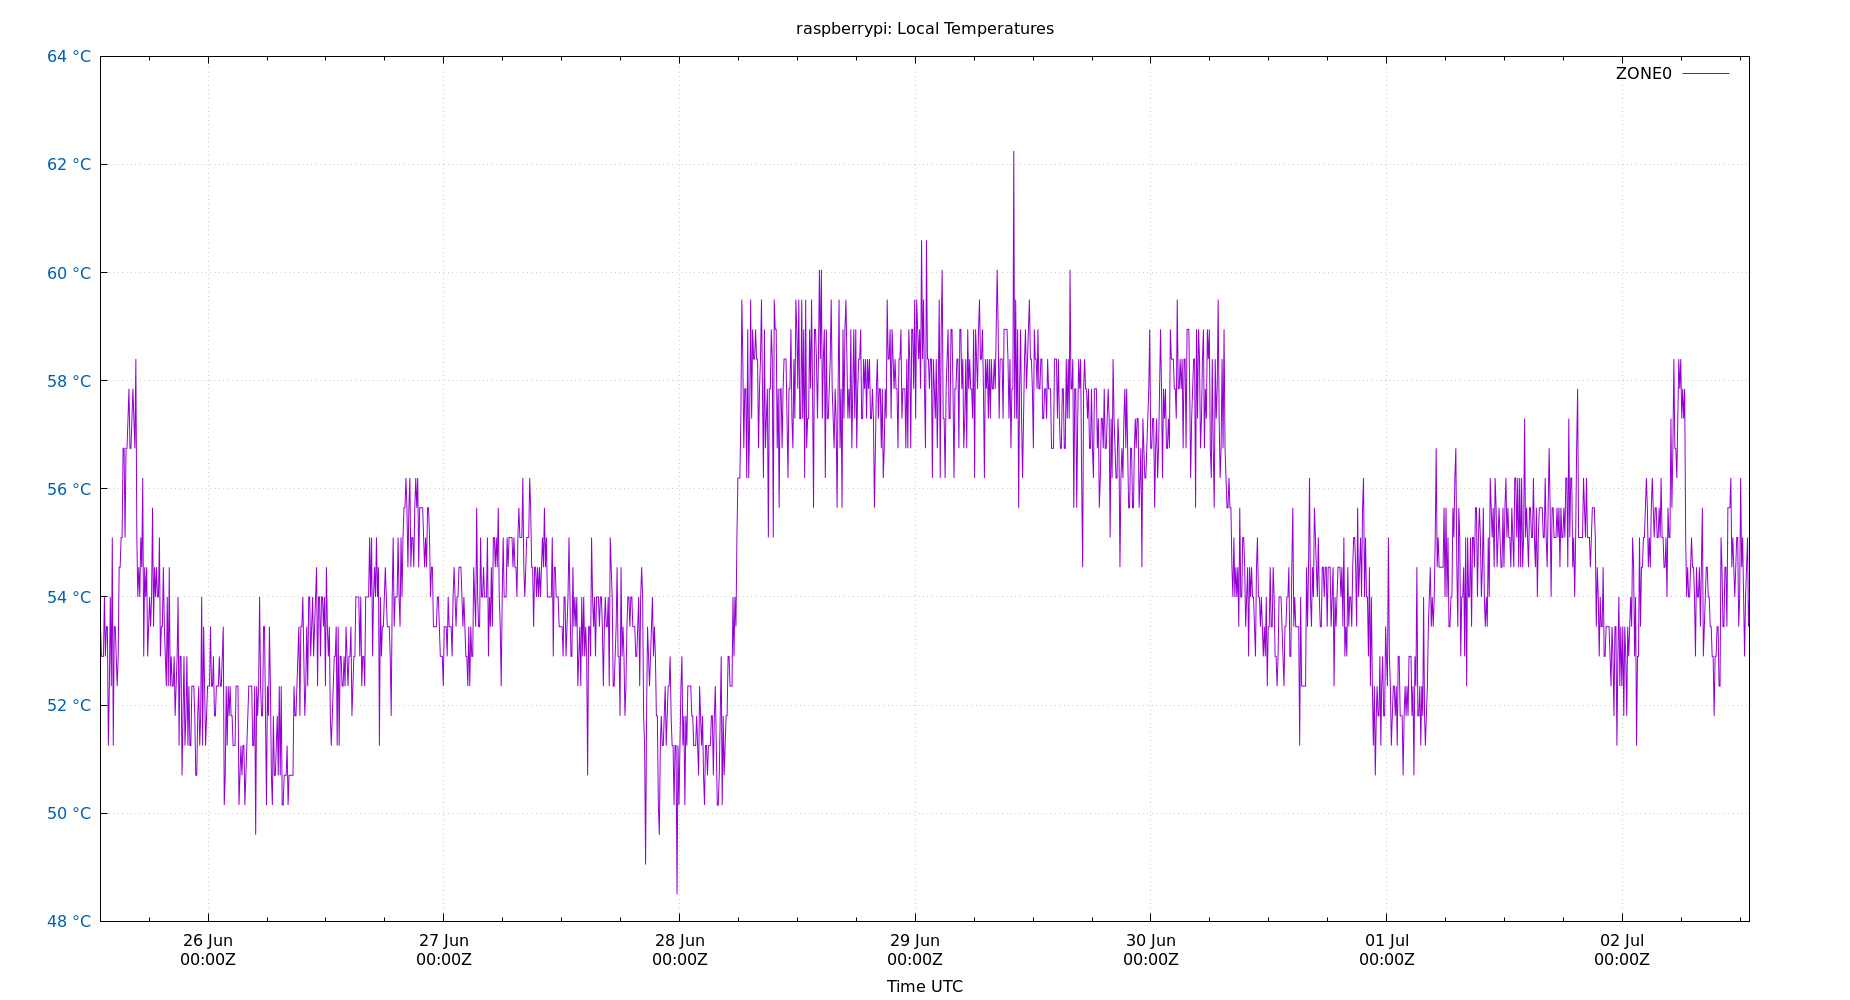 raspberrypi: Local Temperatures
64 °C
ZONE0
62 °C
60 °C
58 °C
56 °C
54 °C
52 °C
50 °C
48 °C
26 Jun 27 Jun 28 Jun 29 Jun 30 Jun 01 Jul 02 Jul
00:00Z 00:00Z 00:00Z 00:00Z 00:00Z 00:00Z 00:00Z
Time UTC